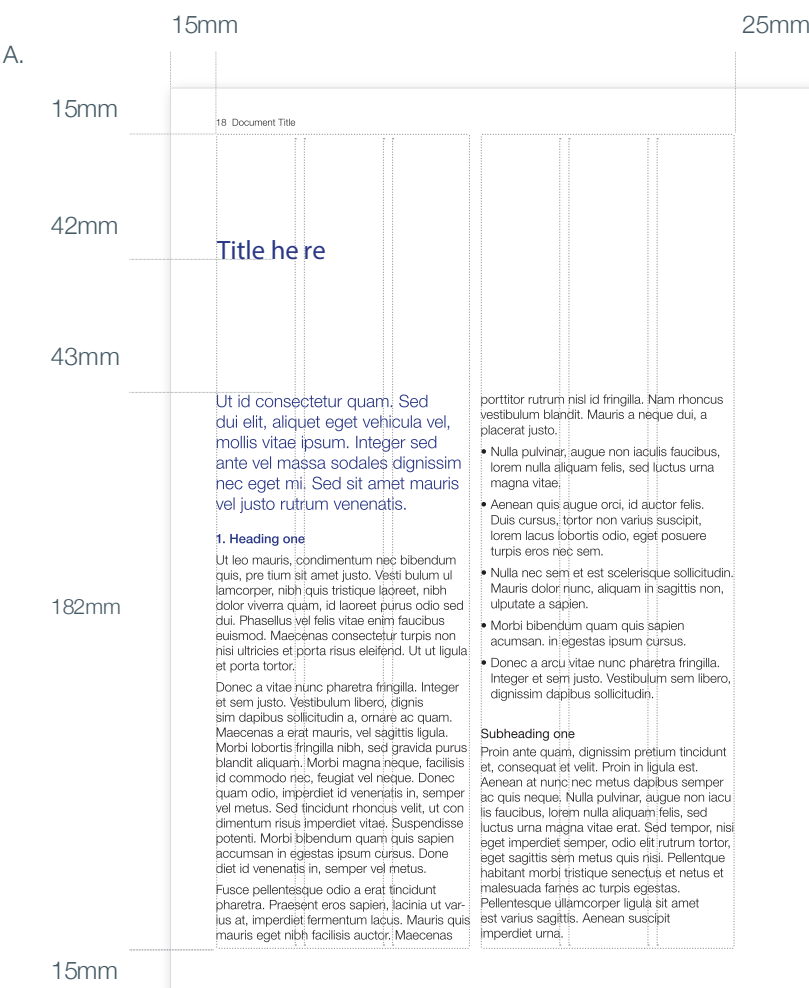 15mm
25mm
A.
15mm
18 Document Title
42mm
Title he re
43mm
Ut id consectetur quam. Sed
dui elit, aliquet eget vehicula vel,
mollis vitae ipsum. Integer sed
ante vel massa sodales dignissim
nec eget mi. Sed sit amet mauris
vel justo rutrum venenatis.
1. Heading one
Ut leo mauris, condimentum nec bibendum
quis, pre tium sit amet justo. Vesti bulum ul
lamcorper, nibh quis tristique laoreet, nibh
dolor viverra quam, id laoreet purus odio sed
dui. Phasellus vel felis vitae enim faucibus
euismod. Maecenas consectetur turpis non
nisi ultricies et porta risus eleifend. Ut ut ligula
et porta tortor.
Donec a vitae nunc pharetra fringilla. Integer
et sem justo. Vestibulum libero, dignis
sim dapibus sollicitudin a, ornare ac quam.
Maecenas a erat mauris, vel sagittis ligula.
Morbi lobortis fringilla nibh, sed gravida purus
blandit aliquam. Morbi magna neque, facilisis
id commodo nec, feugiat vel neque. Donec
quam odio, imperdiet id venenatis in, semper
vel metus. Sed tincidunt rhoncus velit, ut con
dimentum risus imperdiet vitae. Suspendisse
potenti. Morbi bibendum quam quis sapien
accumsan in egestas ipsum cursus. Done
diet id venenatis in, semper vel metus.
Fusce pellentesque odio a erat tincidunt
pharetra. Praesent eros sapien, lacinia ut var-
ius at, imperdiet fermentum lacus. Mauris quis
mauris eget nibh facilisis auctor. Maecenas
porttitor rutrum nisl id fringilla. Nam rhoncus
vestibulum blandit. Mauris a neque dui, a
placerat justo.
• Nulla pulvinar, augue non iaculis faucibus,
lorem nulla aliquam felis, sed luctus urna
magna vitae.
• Aenean quis augue orci, id auctor felis.
Duis cursus, tortor non varius suscipit,
lorem lacus lobortis odio, eget posuere
turpis eros nec sem.
• Nulla nec sem et est scelerisque sollicitudin.
Mauris dolor nunc, aliquam in sagittis non,
ulputate a sapien.
• Morbi bibendum quam quis sapien
acumsan. in egestas ipsum cursus.
• Donec a arcu vitae nunc pharetra fringilla.
Integer et sem justo. Vestibulum sem libero,
dignissim dapibus sollicitudin.
Subheading one
Proin ante quam, dignissim pretium tincidunt
et, consequat et velit. Proin in ligula est.
Aenean at nunc nec metus dapibus semper
ac quis neque. Nulla pulvinar, augue non iacu
lis faucibus, lorem nulla aliquam felis, sed
luctus urna magna vitae erat. Sed tempor, nisi
eget imperdiet semper, odio elit rutrum tortor,
eget sagittis sem metus quis nisi. Pellentque
habitant morbi tristique senectus et netus et
malesuada fames ac turpis egestas.
Pellentesque ullamcorper ligula sit amet
est varius sagittis. Aenean suscipit
imperdiet urna.
182mm
15mm